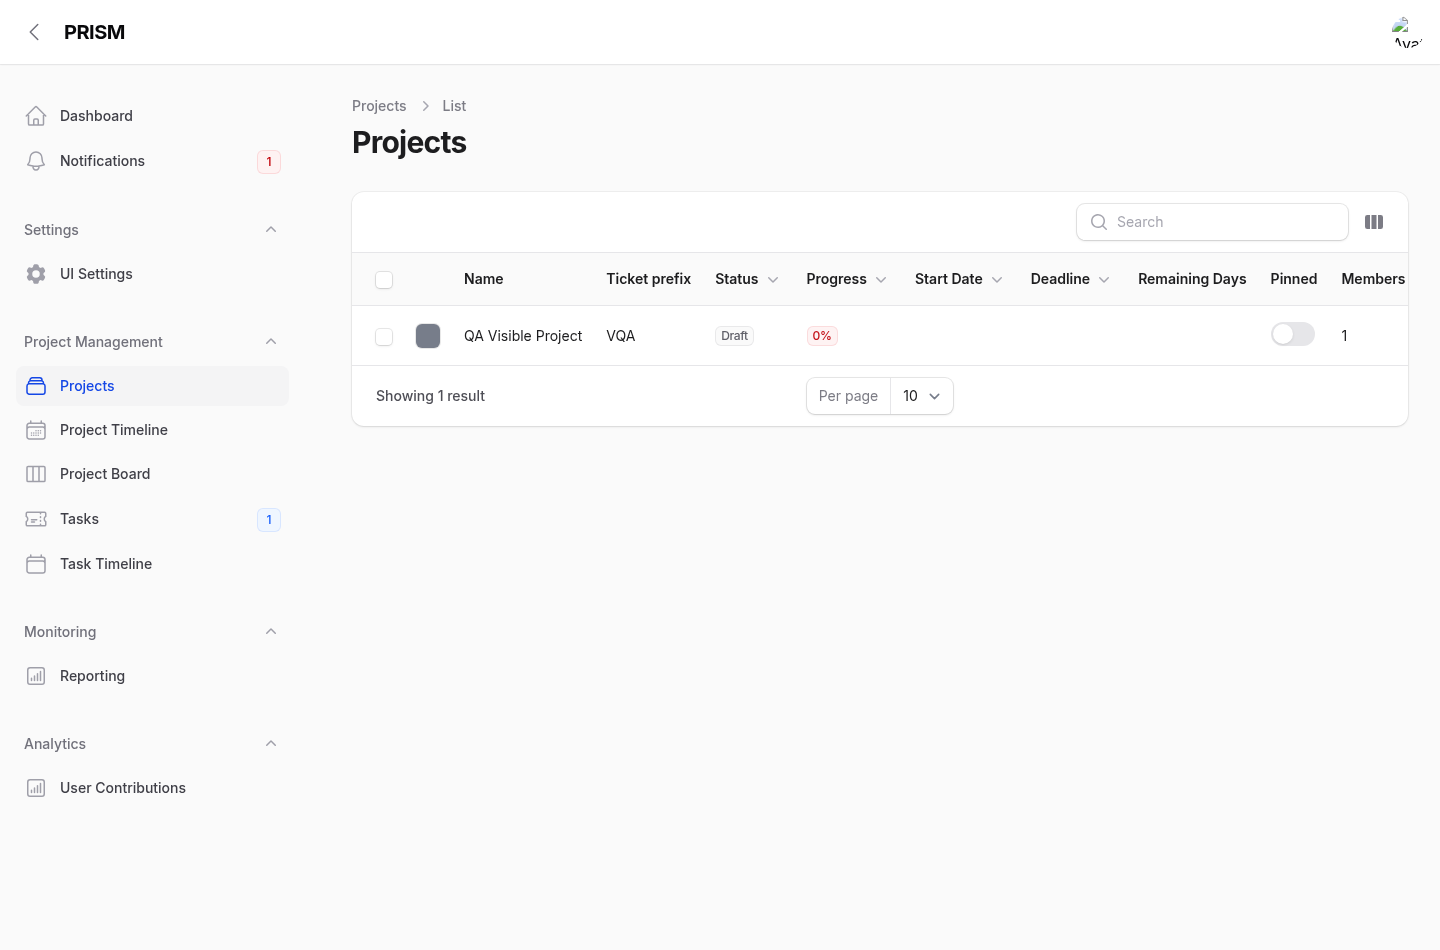 PRISM
Ava
Dashboard
Notifications 1
Settings
UI Settings
Project Management
Projects
Project Timeline
Project Board
Tasks 1
Task Timeline
Monitoring
Reporting
Analytics
User Contributions
Projects List
Projects
Search
Name Ticket prefix Status Progress Start Date Deadline Remaining Days Pinned Members
QA Visible Project VQA Draft 0% 1
Showing 1 result Per page 10